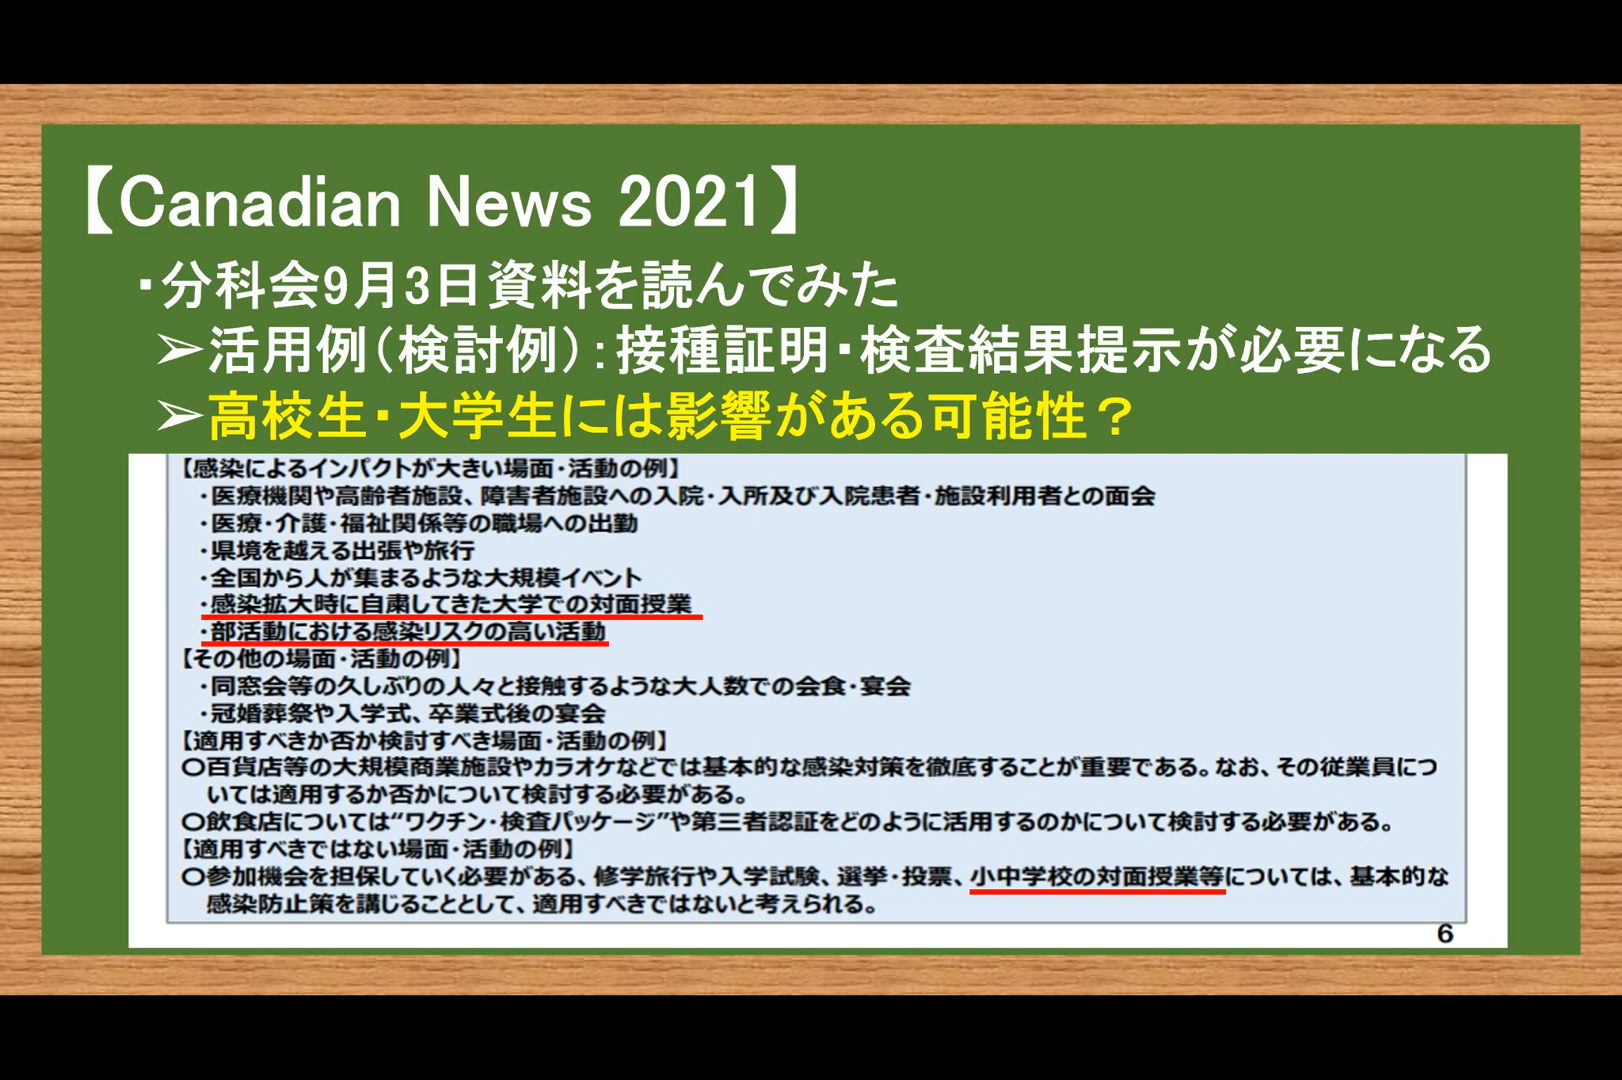 【Canadian News 2021】
・分科会9月3日資料を読んでみた
➢活用例（検討例）：接種証明・検査結果提示が必要になる
➢高校生・大学生には影響がある可能性？
【感染によるインパクトが大きい場面・活動の例】
・医療機関や高齢者施設、障害者施設への入院・入所及び入院患者・施設利用者との面会
・医療・介護・福祉関係等の職場への出勤
・県境を越える出張や旅行
・全国から人が集まるような大規模イベント
・感染拡大時に自粛してきた大学での対面授業
・部活動における感染リスクの高い活動
【その他の場面・活動の例】
・同窓会等の久しぶりの人々と接触するような大人数での会食・宴会
・冠婚葬祭や入学式、卒業式後の宴会
【適用すべきか否か検討すべき場面・活動の例】
○百貨店等の大規模商業施設やカラオケなどでは基本的な感染対策を徹底することが重要である。なお、その従業員につ
いては適用するか否かについて検討する必要がある。
○飲食店については“ワクチン・検査パッケージ”や第三者認証をどのように活用するのかについて検討する必要がある。
【適用すべきではない場面・活動の例】
○参加機会を担保していく必要がある、修学旅行や入学試験、選挙・投票、小中学校の対面授業等については、基本的な
感染防止策を講じることとして、適用すべきではないと考えられる。
6